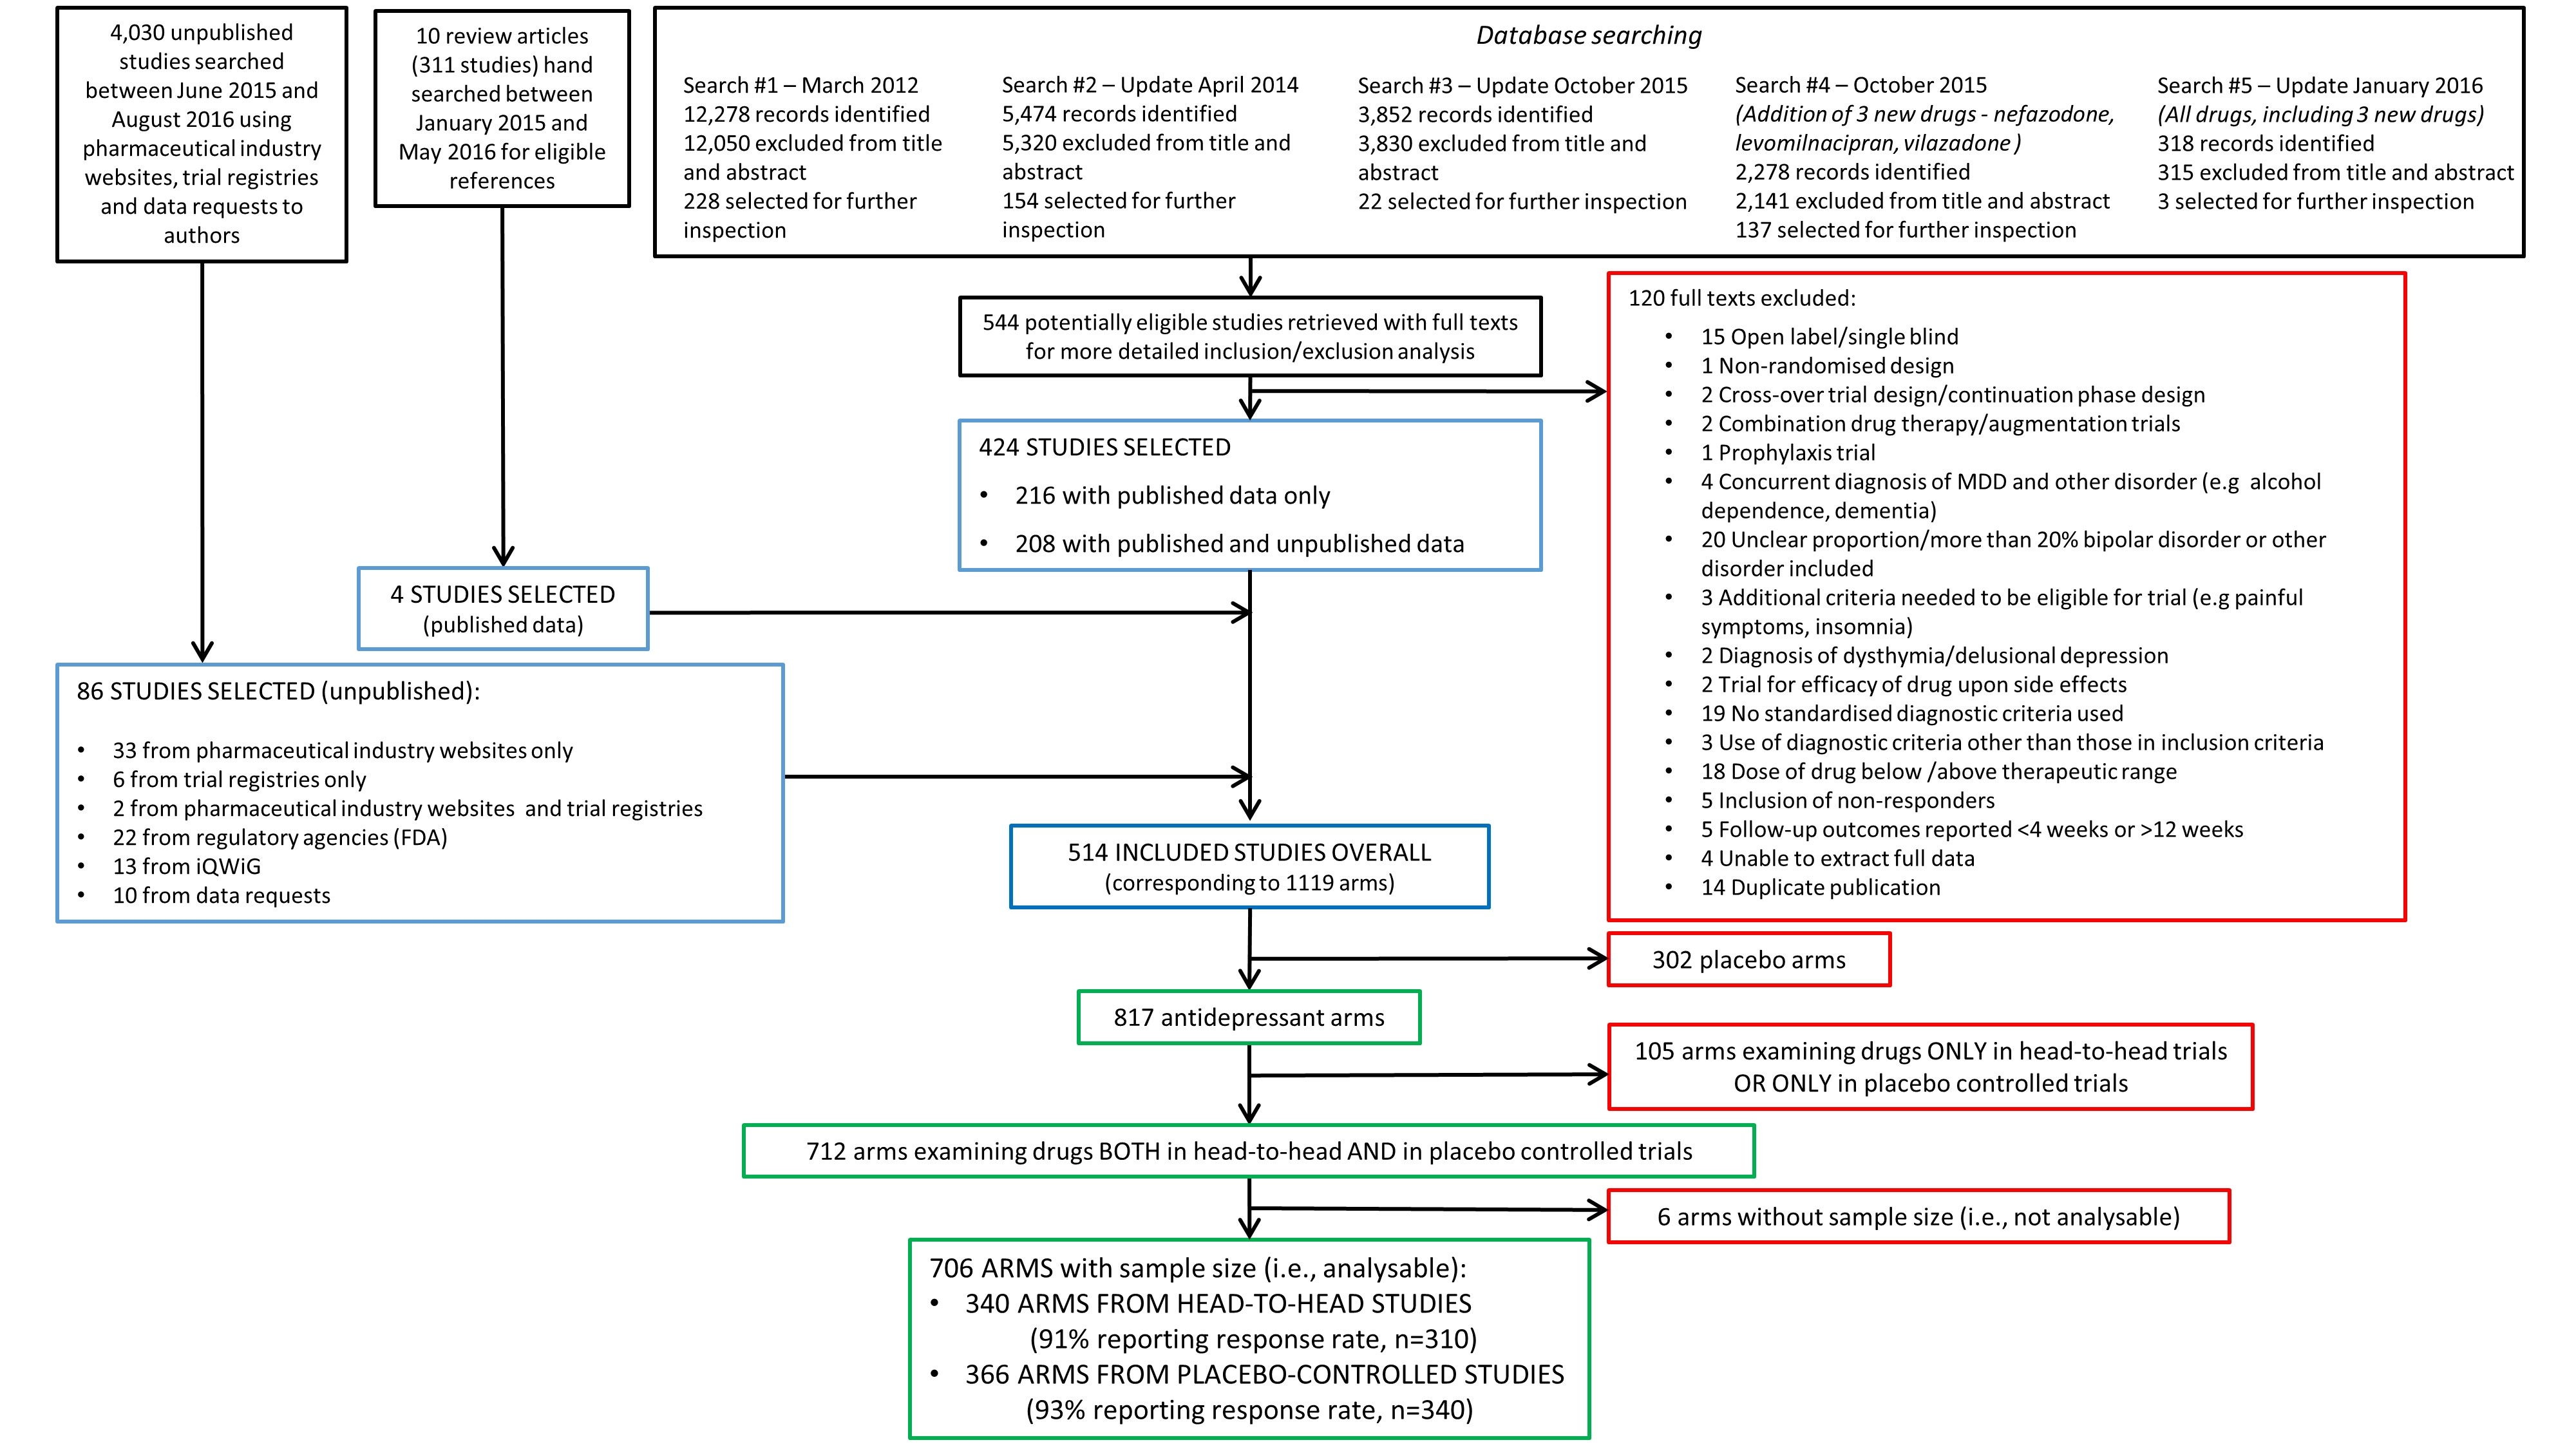 4,030 unpublished
studies searched
between June 2015 and
August 2016 using
pharmaceutical industry
websites, trial registries
and data requests to
authors
10 review articles
(311 studies) hand
searched between
January 2015 and
May 2016 for eligible
references
Database searching
Search #1 – March 2012
12,278 records identified
12,050 excluded from title
and abstract
228 selected for further
inspection
Search #2 – Update April 2014
5,474 records identified
5,320 excluded from title and
abstract
154 selected for further
inspection
Search #3 – Update October 2015
3,852 records identified
3,830 excluded from title and
abstract
22 selected for further inspection
Search #4 – October 2015
(Addition of 3 new drugs - nefazodone,
levomilnacipran, vilazadone)
2,278 records identified
2,141 excluded from title and abstract
137 selected for further inspection
Search #5 – Update January 2016
(All drugs, including 3 new drugs)
318 records identified
315 excluded from title and abstract
3 selected for further inspection
544 potentially eligible studies retrieved with full texts
for more detailed inclusion/exclusion analysis
120 full texts excluded:
• 15 Open label/single blind
• 1 Non-randomised design
• 2 Cross-over trial design/continuation phase design
• 2 Combination drug therapy/augmentation trials
• 1 Prophylaxis trial
• 4 Concurrent diagnosis of MDD and other disorder (e.g alcohol
dependence, dementia)
• 20 Unclear proportion/more than 20% bipolar disorder or other
disorder included
• 3 Additional criteria needed to be eligible for trial (e.g painful
symptoms, insomnia)
• 2 Diagnosis of dysthymia/delusional depression
• 2 Trial for efficacy of drug upon side effects
• 19 No standardised diagnostic criteria used
• 3 Use of diagnostic criteria other than those in inclusion criteria
• 18 Dose of drug below /above therapeutic range
• 5 Inclusion of non-responders
• 5 Follow-up outcomes reported <4 weeks or >12 weeks
• 4 Unable to extract full data
• 14 Duplicate publication
424 STUDIES SELECTED
• 216 with published data only
• 208 with published and unpublished data
4 STUDIES SELECTED
(published data)
86 STUDIES SELECTED (unpublished):
• 33 from pharmaceutical industry websites only
• 6 from trial registries only
• 2 from pharmaceutical industry websites and trial registries
• 22 from regulatory agencies (FDA)
• 13 from iQWiG
• 10 from data requests
514 INCLUDED STUDIES OVERALL
(corresponding to 1119 arms)
302 placebo arms
817 antidepressant arms
105 arms examining drugs ONLY in head-to-head trials
OR ONLY in placebo controlled trials
712 arms examining drugs BOTH in head-to-head AND in placebo controlled trials
6 arms without sample size (i.e., not analysable)
706 ARMS with sample size (i.e., analysable):
• 340 ARMS FROM HEAD-TO-HEAD STUDIES
(91% reporting response rate, n=310)
• 366 ARMS FROM PLACEBO-CONTROLLED STUDIES
(93% reporting response rate, n=340)